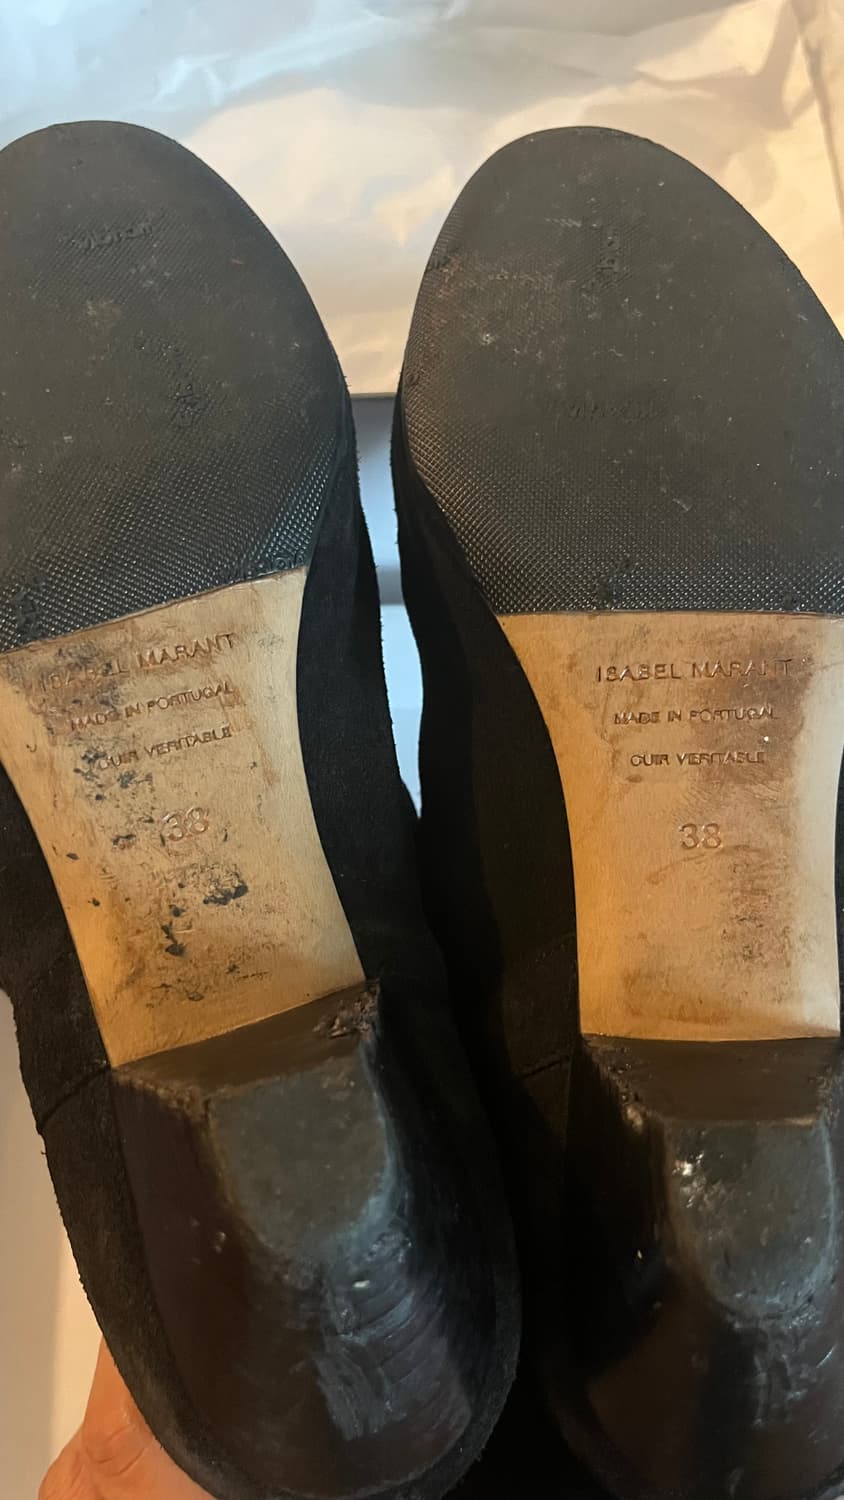 ISABEL MARANT
MADE IN PORTUGAL
CUIR VERITABLE
38
ISABEL MARANT
MADE IN PORTUGAL
CUIR VERITABLE
38